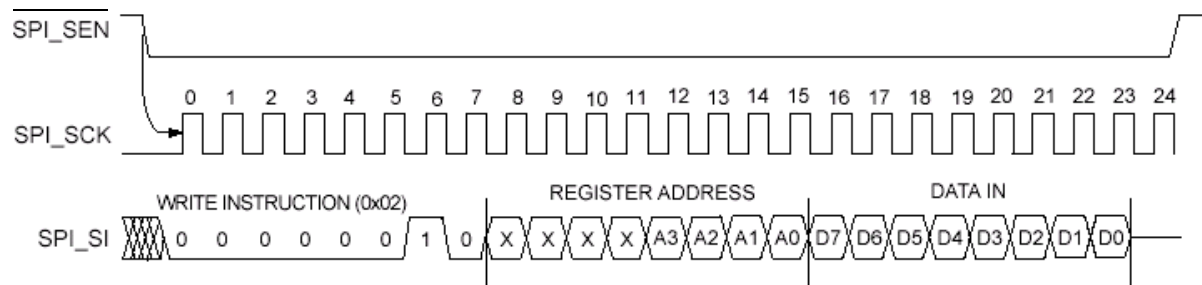 SPI_SEN
0 1 2 3 4 5 6 7 8 9 10 11 12 13 14 15 16 17 18 19 20 21 22 23 24
SPI_SCK
WRITE INSTRUCTION (0x02) REGISTER ADDRESS DATA IN
SPI_SI 0 0 0 0 0 0 1 0 X X X X A3 A2 A1 A0 D7 D6 D5 D4 D3 D2 D1 D0